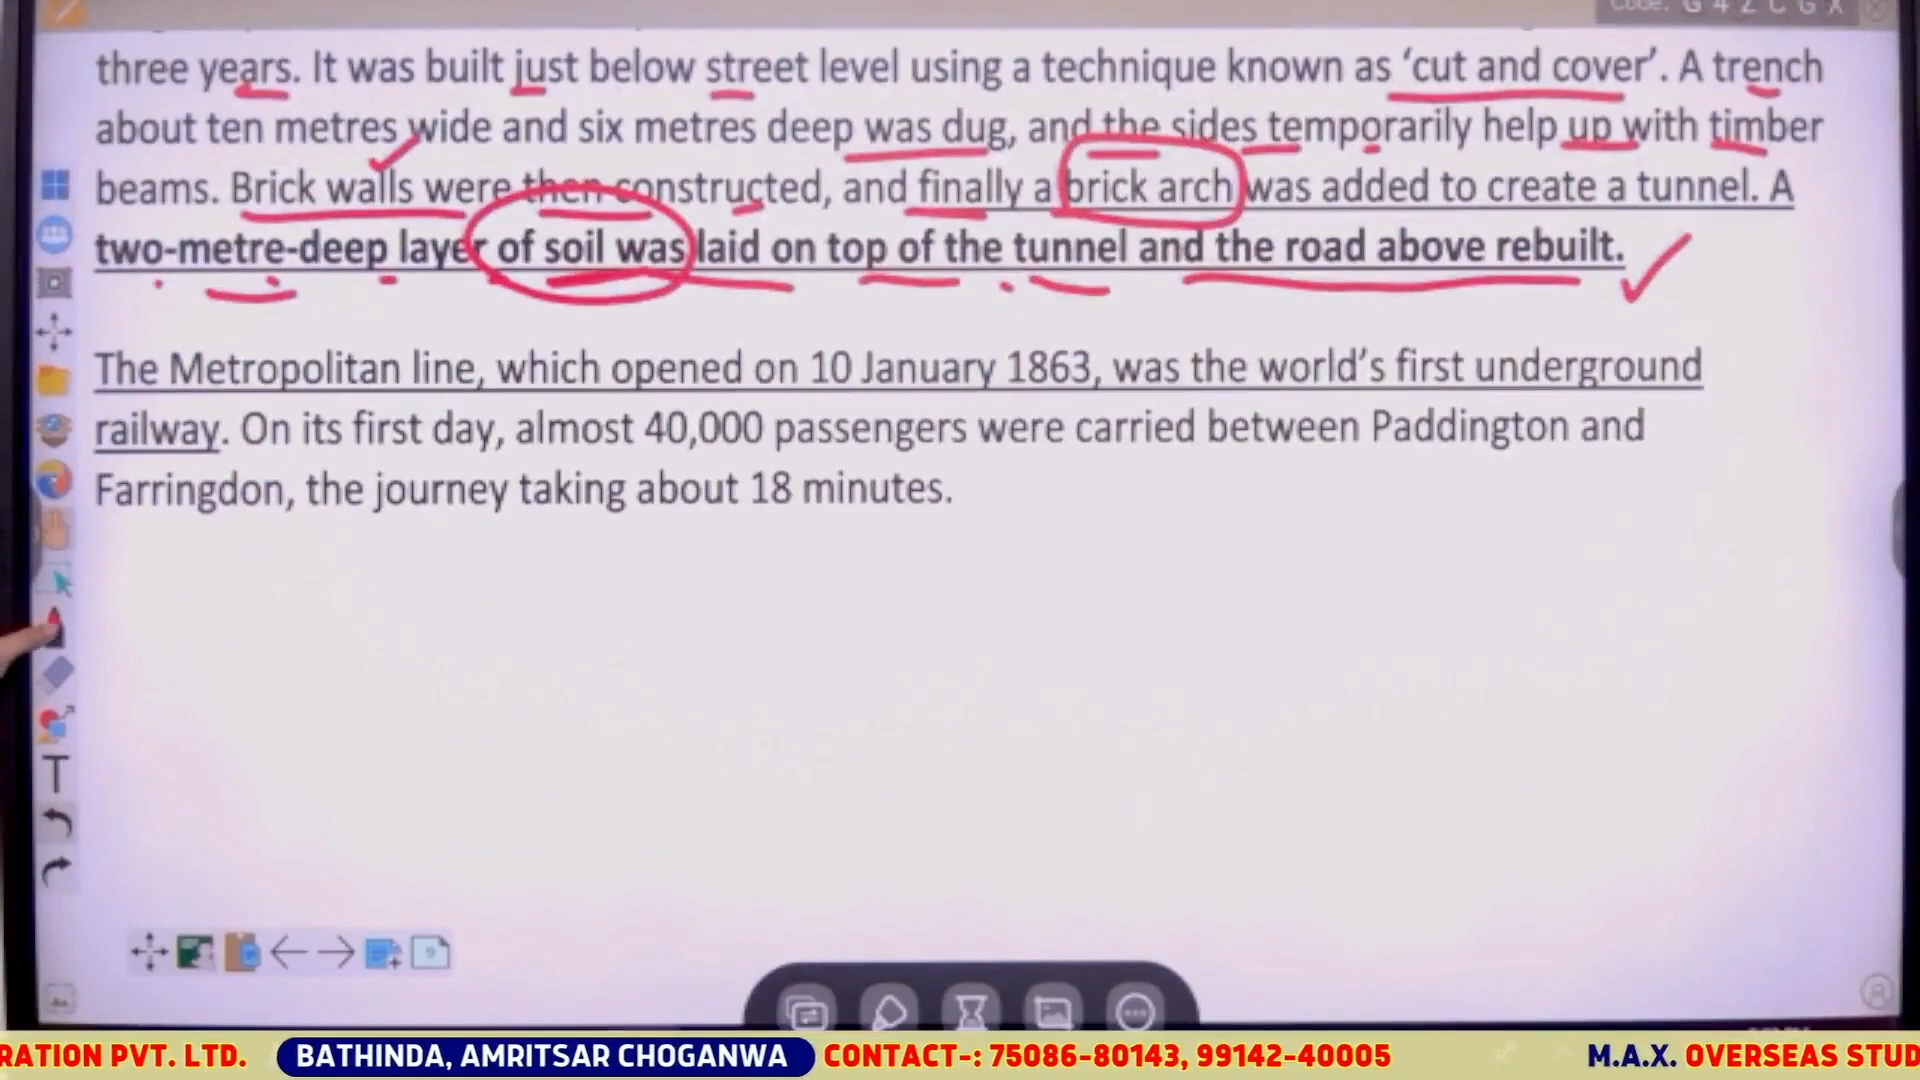 Code: G 4 Z C G X
three years. It was built just below street level using a technique known as ‘cut and cover’. A trench
about ten metres wide and six metres deep was dug, and the sides temporarily help up with timber
beams. Brick walls were then constructed, and finally a brick arch was added to create a tunnel. A
two-metre-deep layer of soil was laid on top of the tunnel and the road above rebuilt.
The Metropolitan line, which opened on 10 January 1863, was the world’s first underground
railway. On its first day, almost 40,000 passengers were carried between Paddington and
Farringdon, the journey taking about 18 minutes.
T
9
RATION PVT. LTD. BATHINDA, AMRITSAR CHOGANWA CONTACT-: 75086-80143, 99142-40005 M.A.X. OVERSEAS STUD